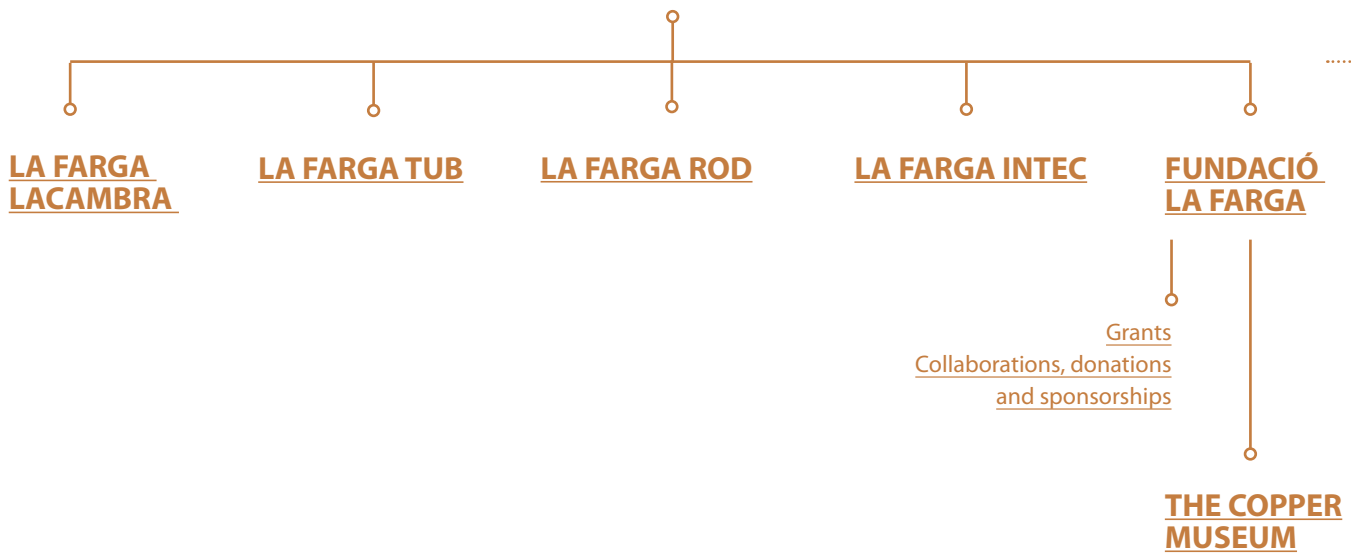 LA FARGA
LACAMBRA
LA FARGA TUB
LA FARGA ROD
LA FARGA INTEC
FUNDACIÓ
LA FARGA
Grants
Collaborations, donations
and sponsorships
THE COPPER
MUSEUM